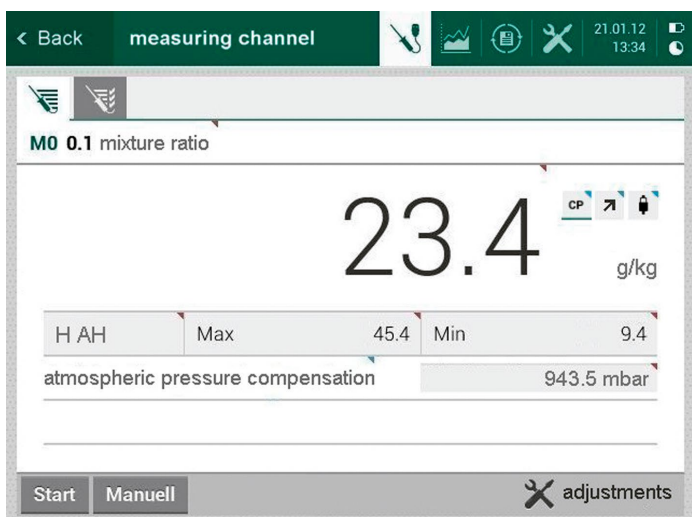 < Back measuring channel 21.01.12
13:34
M0 0.1 mixture ratio
23.4 CP
g/kg
H AH Max 45.4 Min 9.4
atmospheric pressure compensation 943.5 mbar
Start Manuell adjustments